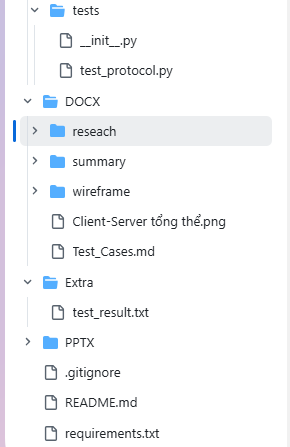 tests
__init__.py
test_protocol.py
DOCX
reseach
summary
wireframe
Client-Server tổng thể.png
Test_Cases.md
Extra
test_result.txt
PPTX
.gitignore
README.md
requirements.txt